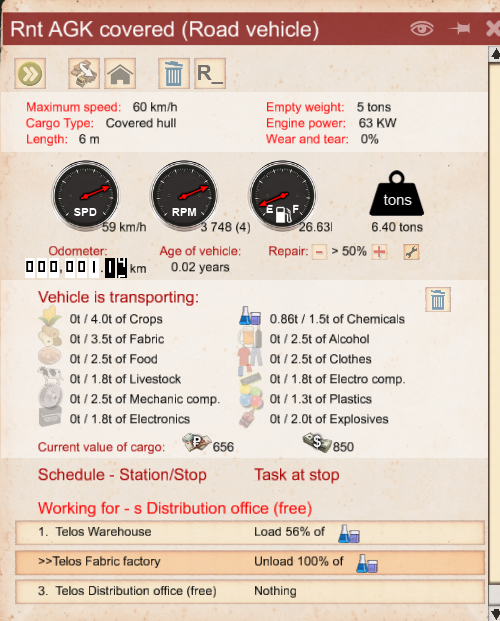 Rnt AGK covered (Road vehicle)
R_
Maximum speed: 60 km/h Empty weight: 5 tons
Cargo Type: Covered hull Engine power: 63 KW
Length: 6 m Wear and tear: 0%
SPD RPM E F tons
59 km/h 3 748 (4) 26.63l 6.40 tons
Odometer: Age of vehicle: Repair: > 50%
000,001. km 0.02 years
Vehicle is transporting:
0t / 4.0t of Crops 0.86t / 1.5t of Chemicals
0t / 3.5t of Fabric 0t / 2.5t of Alcohol
0t / 2.5t of Food 0t / 2.5t of Clothes
0t / 1.8t of Livestock 0t / 1.8t of Electro comp.
0t / 2.5t of Mechanic comp. 0t / 1.3t of Plastics
0t / 1.8t of Electronics 0t / 2.0t of Explosives
Current value of cargo: P 656 $ 850
Schedule - Station/Stop Task at stop
Working for - s Distribution office (free)
1. Telos Warehouse Load 56% of
>>Telos Fabric factory Unload 100% of
3. Telos Distribution office (free) Nothing